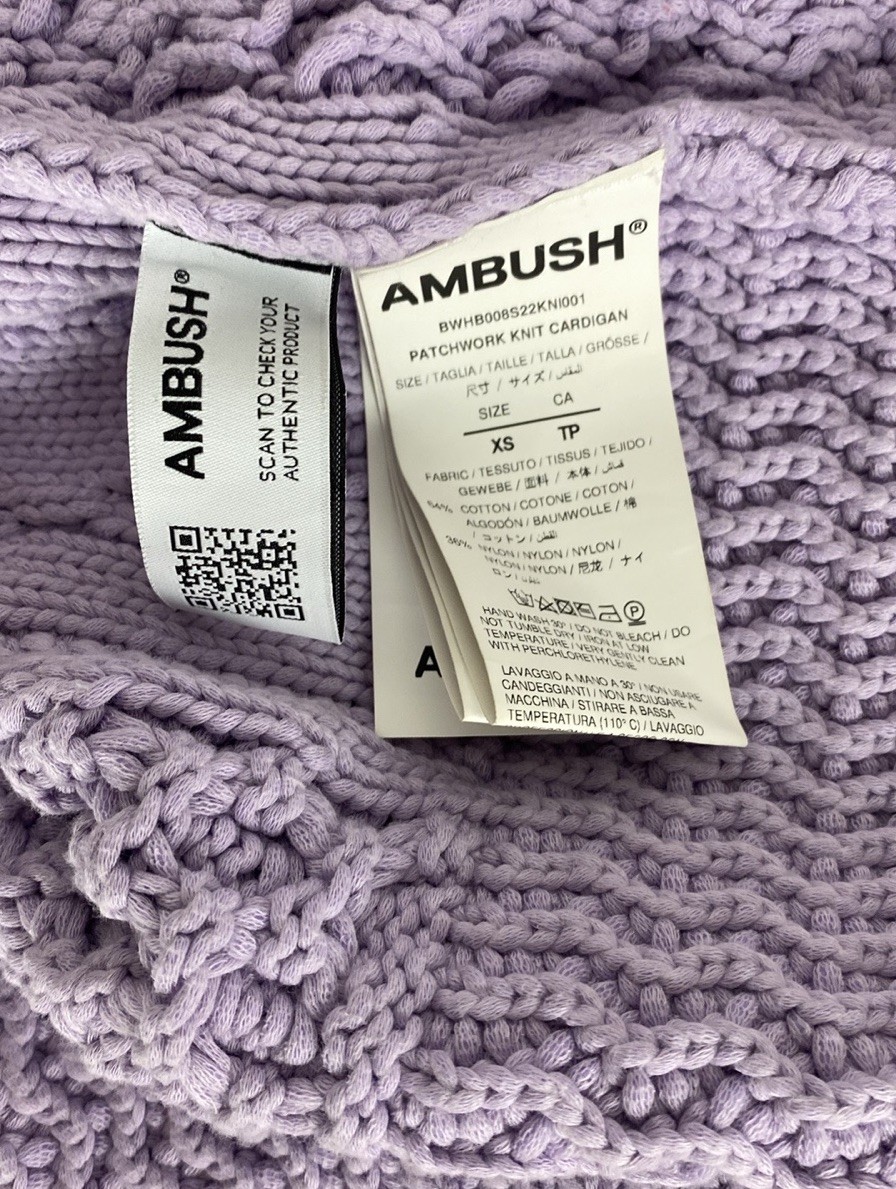 AMBUSH®
SCAN TO CHECK YOUR
AUTHENTIC PRODUCT
AMBUSH®
BWHB008S22KNI001
PATCHWORK KNIT CARDIGAN
SIZE / TAGLIA / TAILLE / TALLA / GRÖSSE /
尺寸 / サイズ / المقاس
SIZE CA
XS TP
FABRIC / TESSUTO / TISSUS / TEJIDO /
GEWEBE / 面料 / 本体 / قماش
64% COTTON / COTONE / COTON /
ALGODÓN / BAUMWOLLE / 棉
/ コットン / القطن
36% NYLON / NYLON / NYLON /
NYLON / NYLON / 尼龙 / ナイ
ロン /
HAND WASH 30° / DO NOT BLEACH / DO
NOT TUMBLE DRY / IRON AT LOW
TEMPERATURE / VERY GENTLY CLEAN
WITH PERCHLORETHYLENE
LAVAGGIO A MANO A 30° / NON USARE
CANDEGGIANTI / NON ASCIUGARE A
MACCHINA / STIRARE A BASSA
TEMPERATURA (110° C) / LAVAGGIO
A